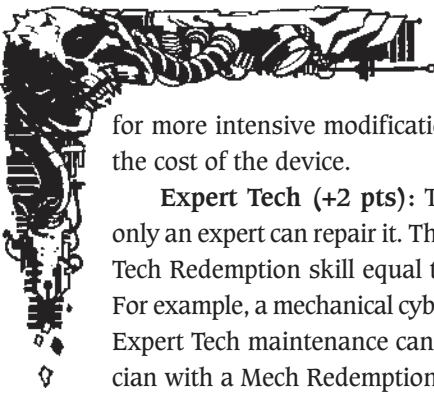 for more intensive modificati
the cost of the device.
Expert Tech (+2 pts): T
only an expert can repair it. Th
Tech Redemption skill equal t
For example, a mechanical cyb
Expert Tech maintenance can
cian with a Mech Redemption